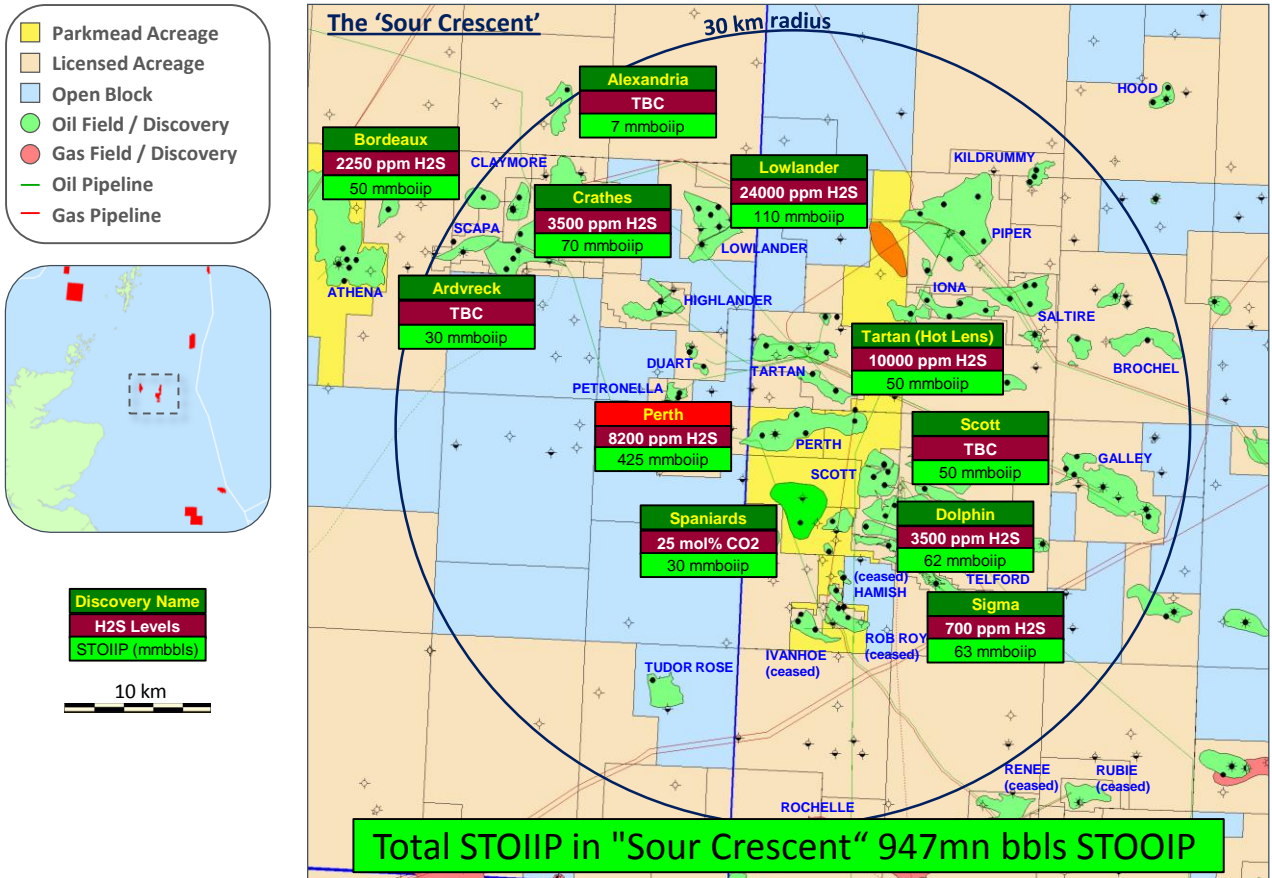 Parkmead Acreage
Licensed Acreage
Open Block
Oil Field / Discovery
Gas Field / Discovery
Oil Pipeline
Gas Pipeline
Discovery Name
H2S Levels
STOIIP (mmbbls)
10 km
The 'Sour Crescent'
30 km radius
HOOD
Alexandria
TBC
7 mmboiip
Bordeaux
2250 ppm H2S
50 mmboiip
CLAYMORE
Lowlander
24000 ppm H2S
110 mmboiip
KILDRUMMY
Crathes
3500 ppm H2S
70 mmboiip
SCAPA
LOWLANDER
PIPER
ATHENA
Ardvreck
TBC
30 mmboiip
HIGHLANDER
IONA
SALTIRE
Tartan (Hot Lens)
10000 ppm H2S
50 mmboiip
DUART
TARTAN
BROCHEL
PETRONELLA
Perth
8200 ppm H2S
425 mmboiip
PERTH
Scott
TBC
50 mmboiip
SCOTT
GALLEY
Spaniards
25 mol% CO2
30 mmboiip
Dolphin
3500 ppm H2S
62 mmboiip
(ceased)
HAMISH
TELFORD
Sigma
700 ppm H2S
63 mmboiip
ROB ROY
(ceased)
IVANHOE
(ceased)
TUDOR ROSE
RENEE
(ceased)
RUBIE
(ceased)
ROCHELLE
Total STOIIP in "Sour Crescent“ 947mn bbls STOOIP